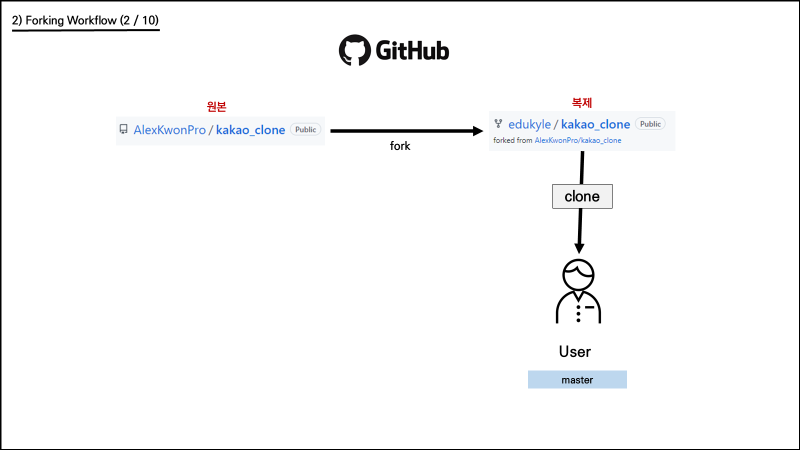 2) Forking Workflow (2 / 10)
GitHub
원본
AlexKwonPro / kakao_clone Public
fork
복제
edukyle / kakao_clone Public
forked from AlexKwonPro/kakao_clone
clone
User
master